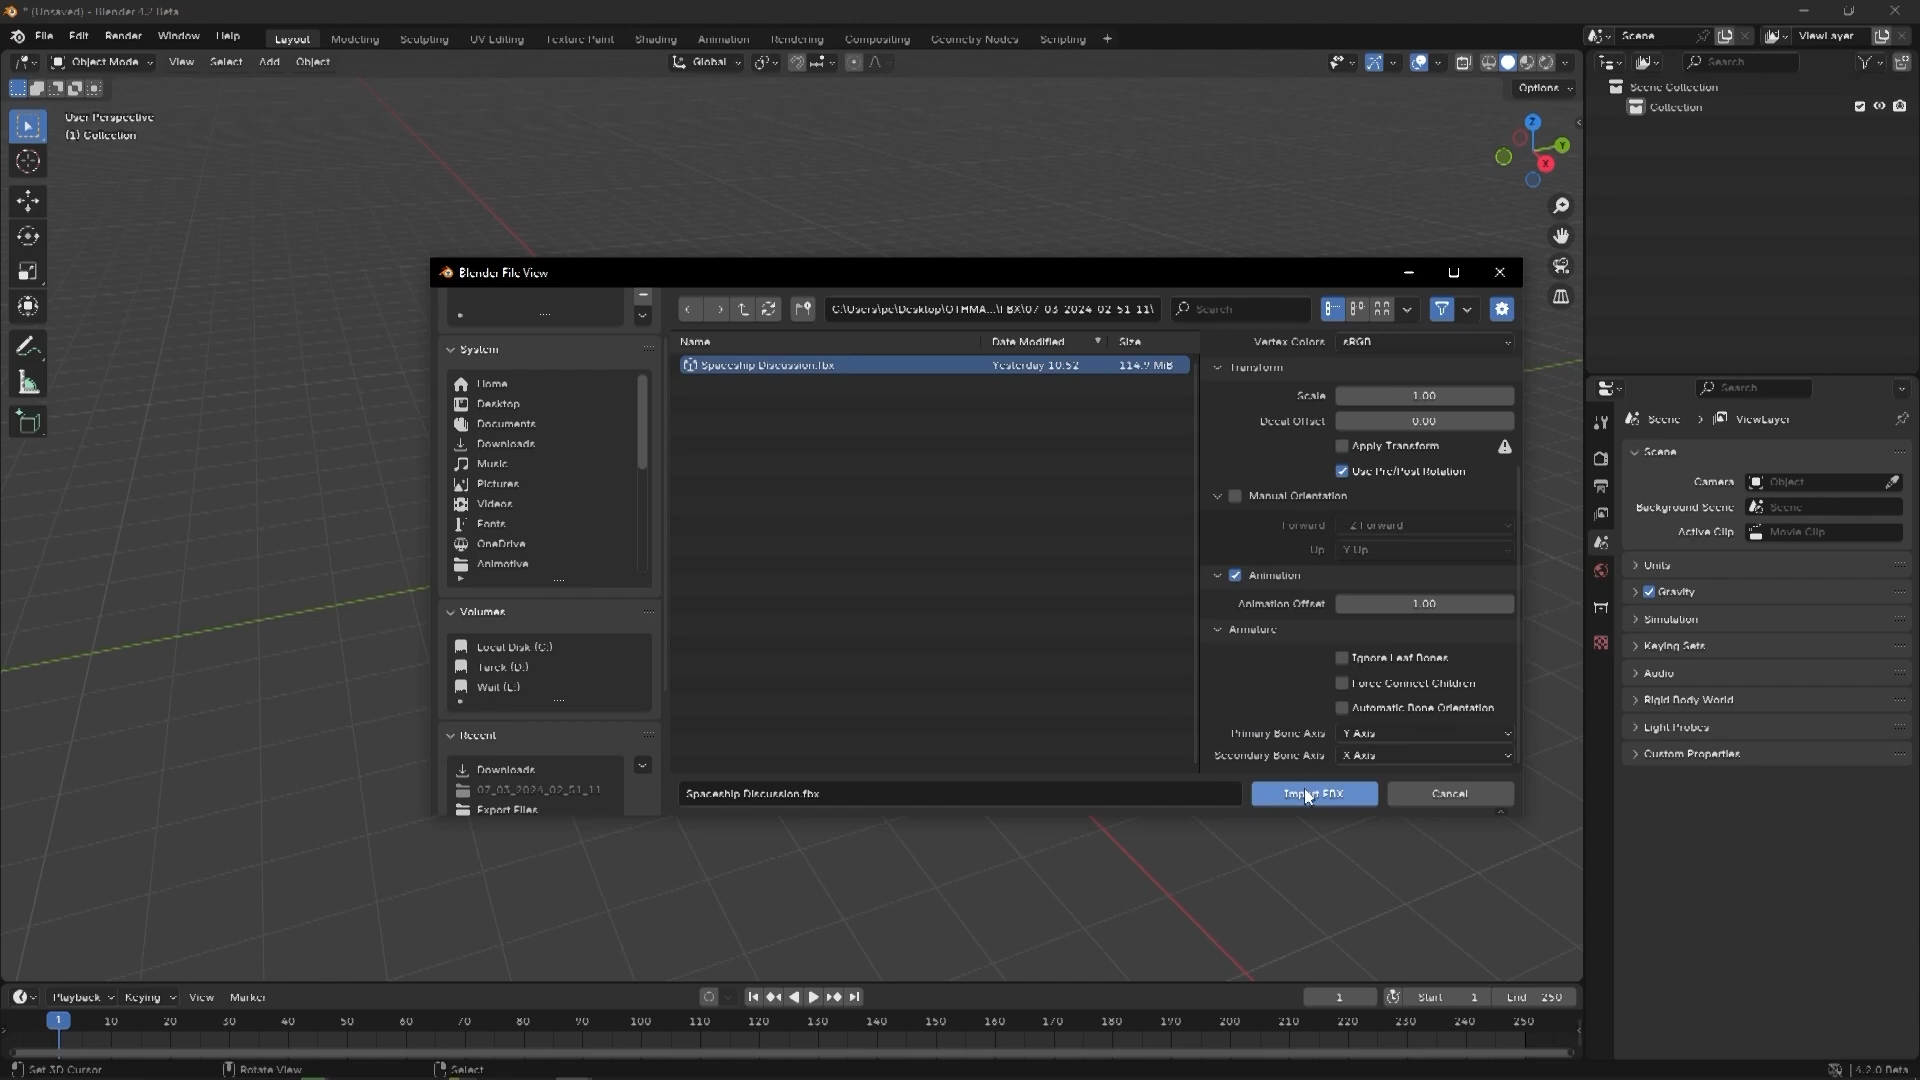 * (Unsaved) - Blender 4.2 Beta
File Edit Render Window Help Layout Modeling Sculpting UV Editing Texture Paint Shading Animation Rendering Compositing Geometry Nodes Scripting + Scene ViewLayer
Object Mode View Select Add Object Global Search
Options
User Perspective
(1) Collection
Scene Collection
Collection
Z
Y
X
Blender File View
C:\Users\pc\Desktop\OTHMA...\FBX\07_03_2024_02_51_11\ Search
System
Home
Desktop
Documents
Downloads
Music
Pictures
Videos
Fonts
OneDrive
Animotive
Volumes
Local Disk (C:)
Tarek (D:)
Wait (E:)
Recent
Downloads
07_03_2024_02_51_11
Export Files
Name Date Modified Size
Spaceship Discussion.fbx Yesterday 10:52 114.9 MiB
Vertex Colors sRGB
Transform
Scale 1.00
Decal Offset 0.00
Apply Transform
Use Pre/Post Rotation
Manual Orientation
Forward -Z Forward
Up Y Up
Animation
Animation Offset 1.00
Armature
Ignore Leaf Bones
Force Connect Children
Automatic Bone Orientation
Primary Bone Axis Y Axis
Secondary Bone Axis X Axis
Spaceship Discussion.fbx Import FBX Cancel
Search
Scene > ViewLayer
Scene
Camera Object
Background Scene Scene
Active Clip Movie Clip
Units
Gravity
Simulation
Keying Sets
Audio
Rigid Body World
Light Probes
Custom Properties
Playback Keying View Marker 1 Start 1 End 250
1 10 20 30 40 50 60 70 80 90 100 110 120 130 140 150 160 170 180 190 200 210 220 230 240 250
Set 3D Cursor Rotate View Select 4.2.0 Beta